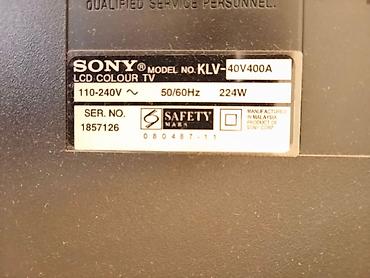 QUALIFIED SERVICE PERSONNEL.
SONY® MODEL NO. KLV-40V400A
LCD COLOUR TV
110-240V ～ 50/60Hz 224W
SER. NO.
1857126
SAFETY
MARK
080487-11
MANUFACTURED
IN MALAYSIA
PROPERTY OF
SONY CORP.